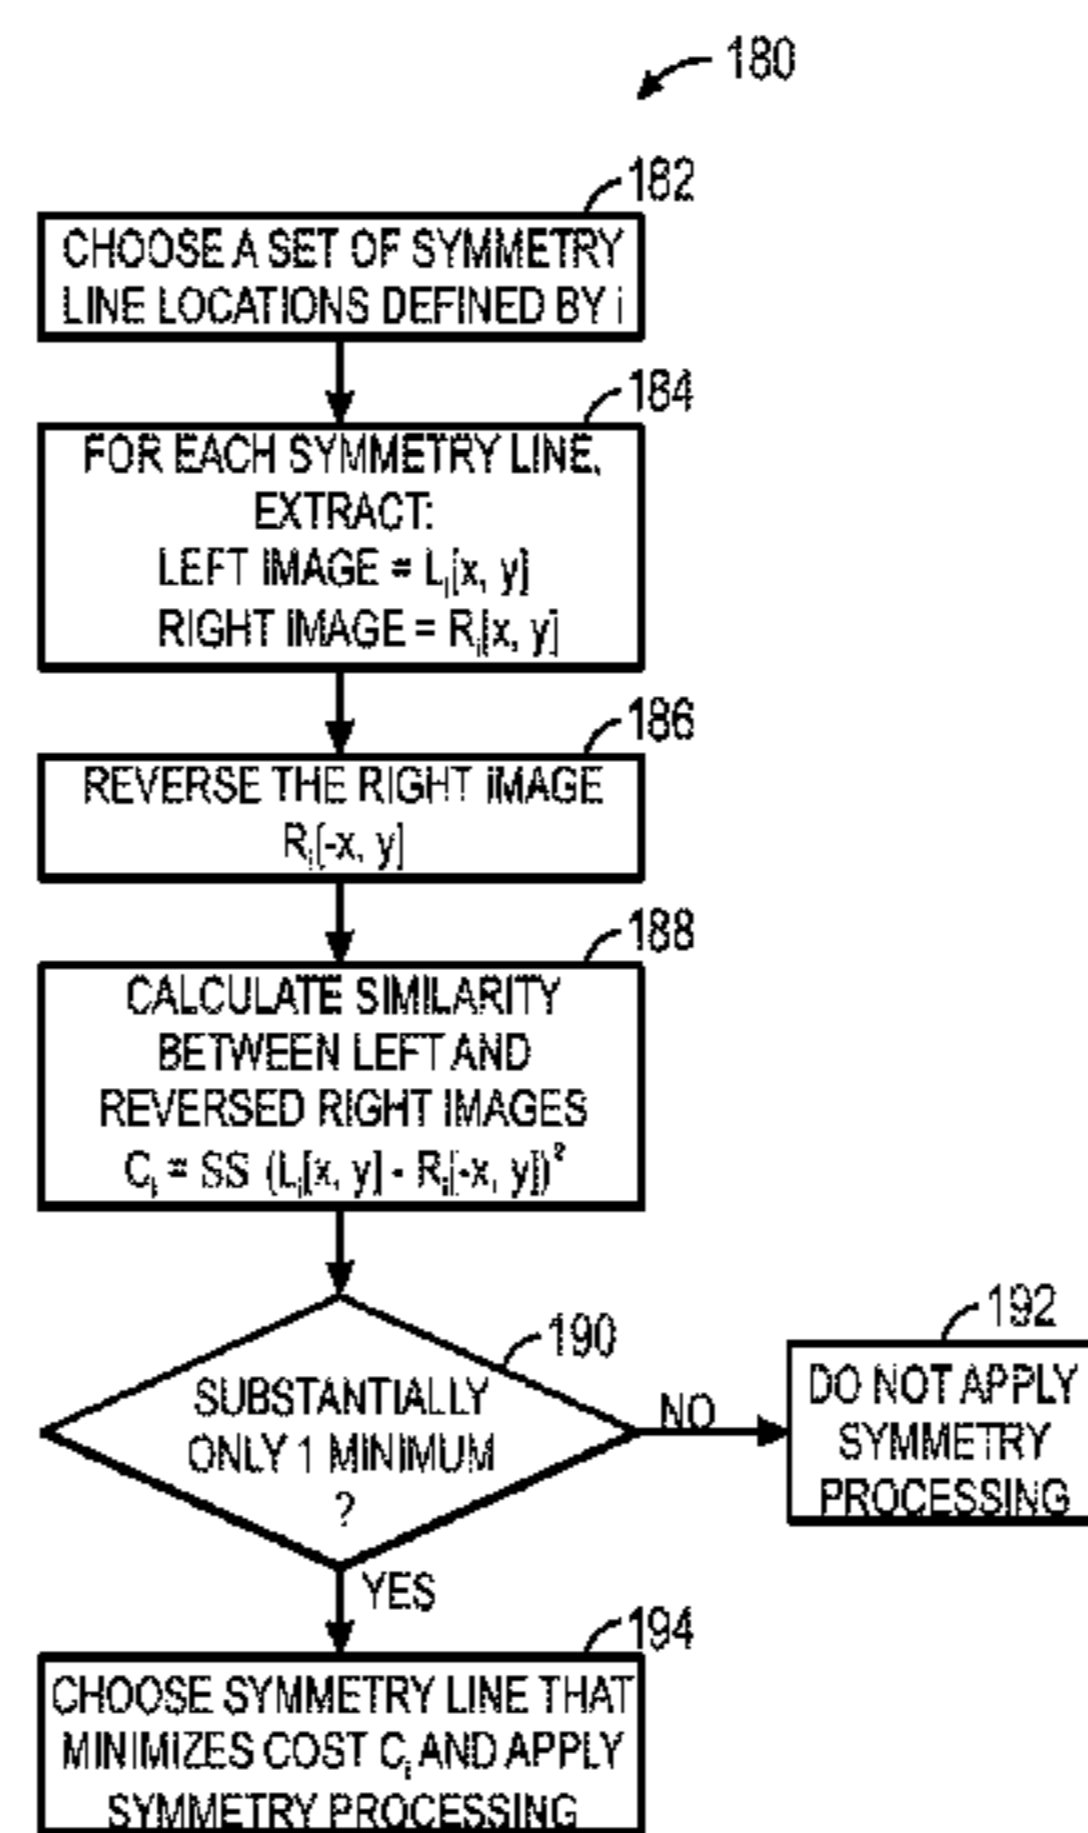 180
182
CHOOSE A SET OF SYMMETRY
LINE LOCATIONS DEFINED BY i
184
FOR EACH SYMMETRY LINE,
EXTRACT:
LEFT IMAGE = Lᵢ[x, y]
RIGHT IMAGE = Rᵢ[x, y]
186
REVERSE THE RIGHT IMAGE
Rᵢ[-x, y]
188
CALCULATE SIMILARITY
BETWEEN LEFT AND
REVERSED RIGHT IMAGES
Cᵢ = SS (Lᵢ[x, y] - Rᵢ[-x, y])²
190
SUBSTANTIALLY
ONLY 1 MINIMUM
?
NO
192
DO NOT APPLY
SYMMETRY
PROCESSING
YES
194
CHOOSE SYMMETRY LINE THAT
MINIMIZES COST Cᵢ AND APPLY
SYMMETRY PROCESSING